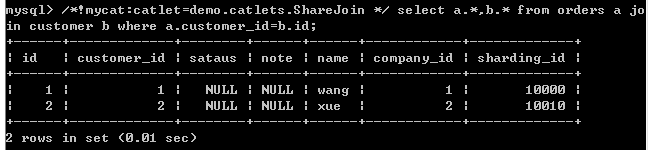 mysql> /*!mycat:catlet=demo.catlets.ShareJoin */ select a.*,b.* from orders a jo
in customer b where a.customer_id=b.id;
+------+-------------+---------+------+------+------------+-------------+
| id   | customer_id | sataus | note | name | company_id | sharding_id |
+------+-------------+---------+------+------+------------+-------------+
| 1 | 1 | NULL | NULL | wang | 1 | 10000 |
| 2 | 2 | NULL | NULL | xue | 2 | 10010 |
+------+-------------+---------+------+------+------------+-------------+
2 rows in set (0.01 sec)